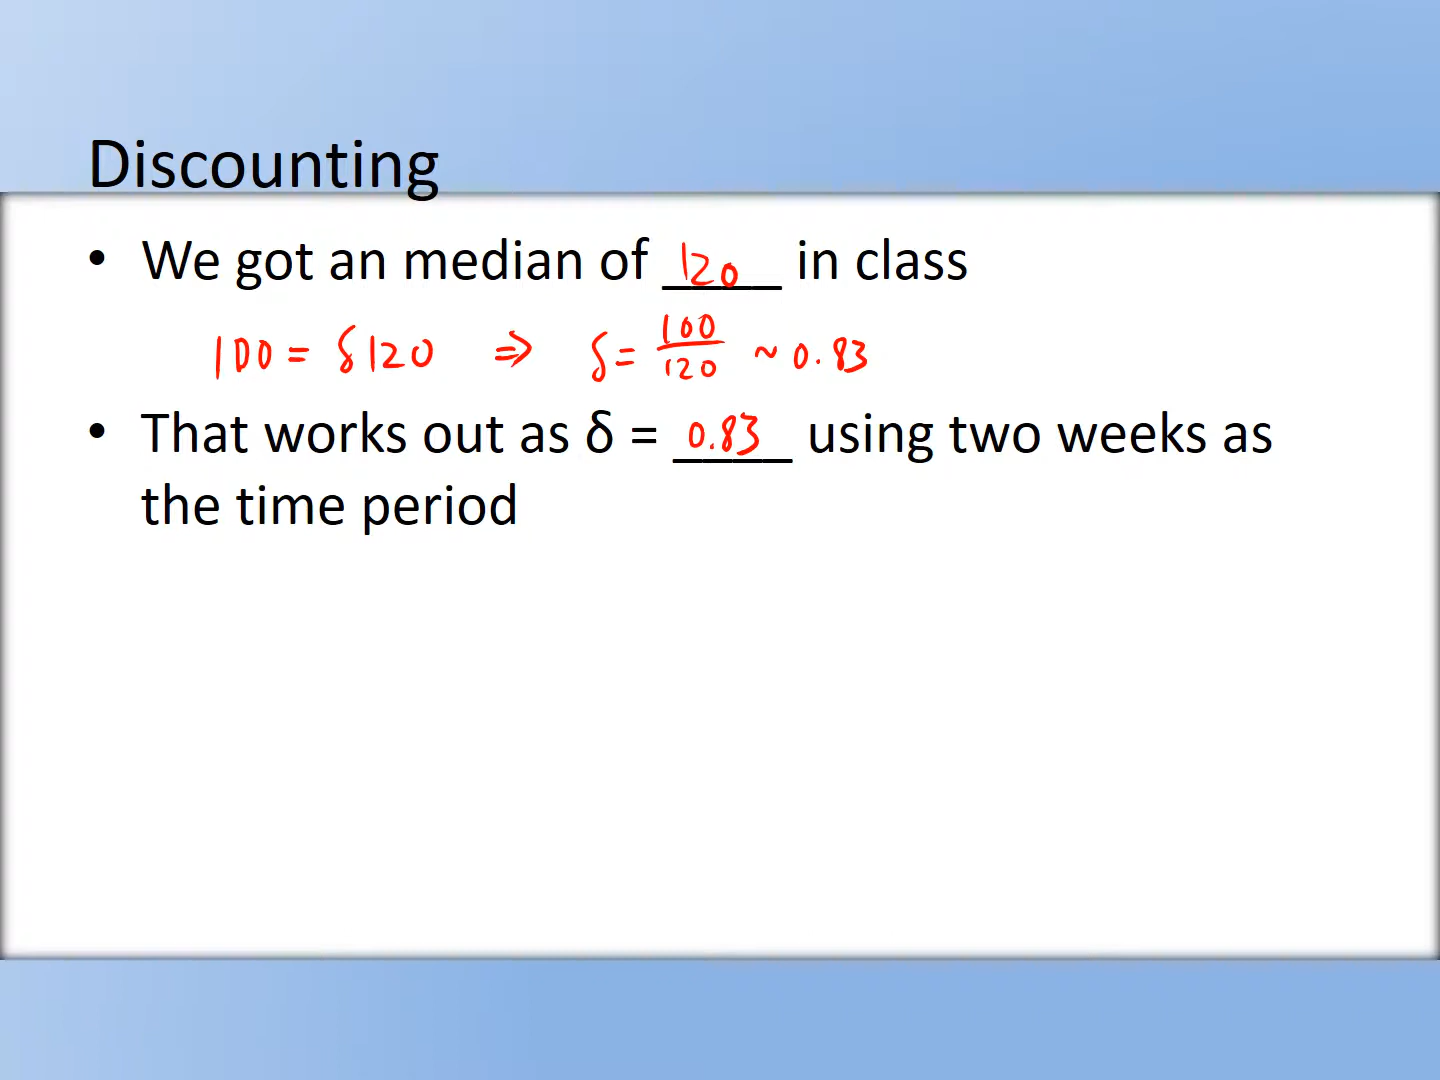 Discounting
• We got an median of 120 in class
100 = δ120 ⇒ δ = 100/120 ~ 0.83
• That works out as δ = 0.83 using two weeks as
the time period